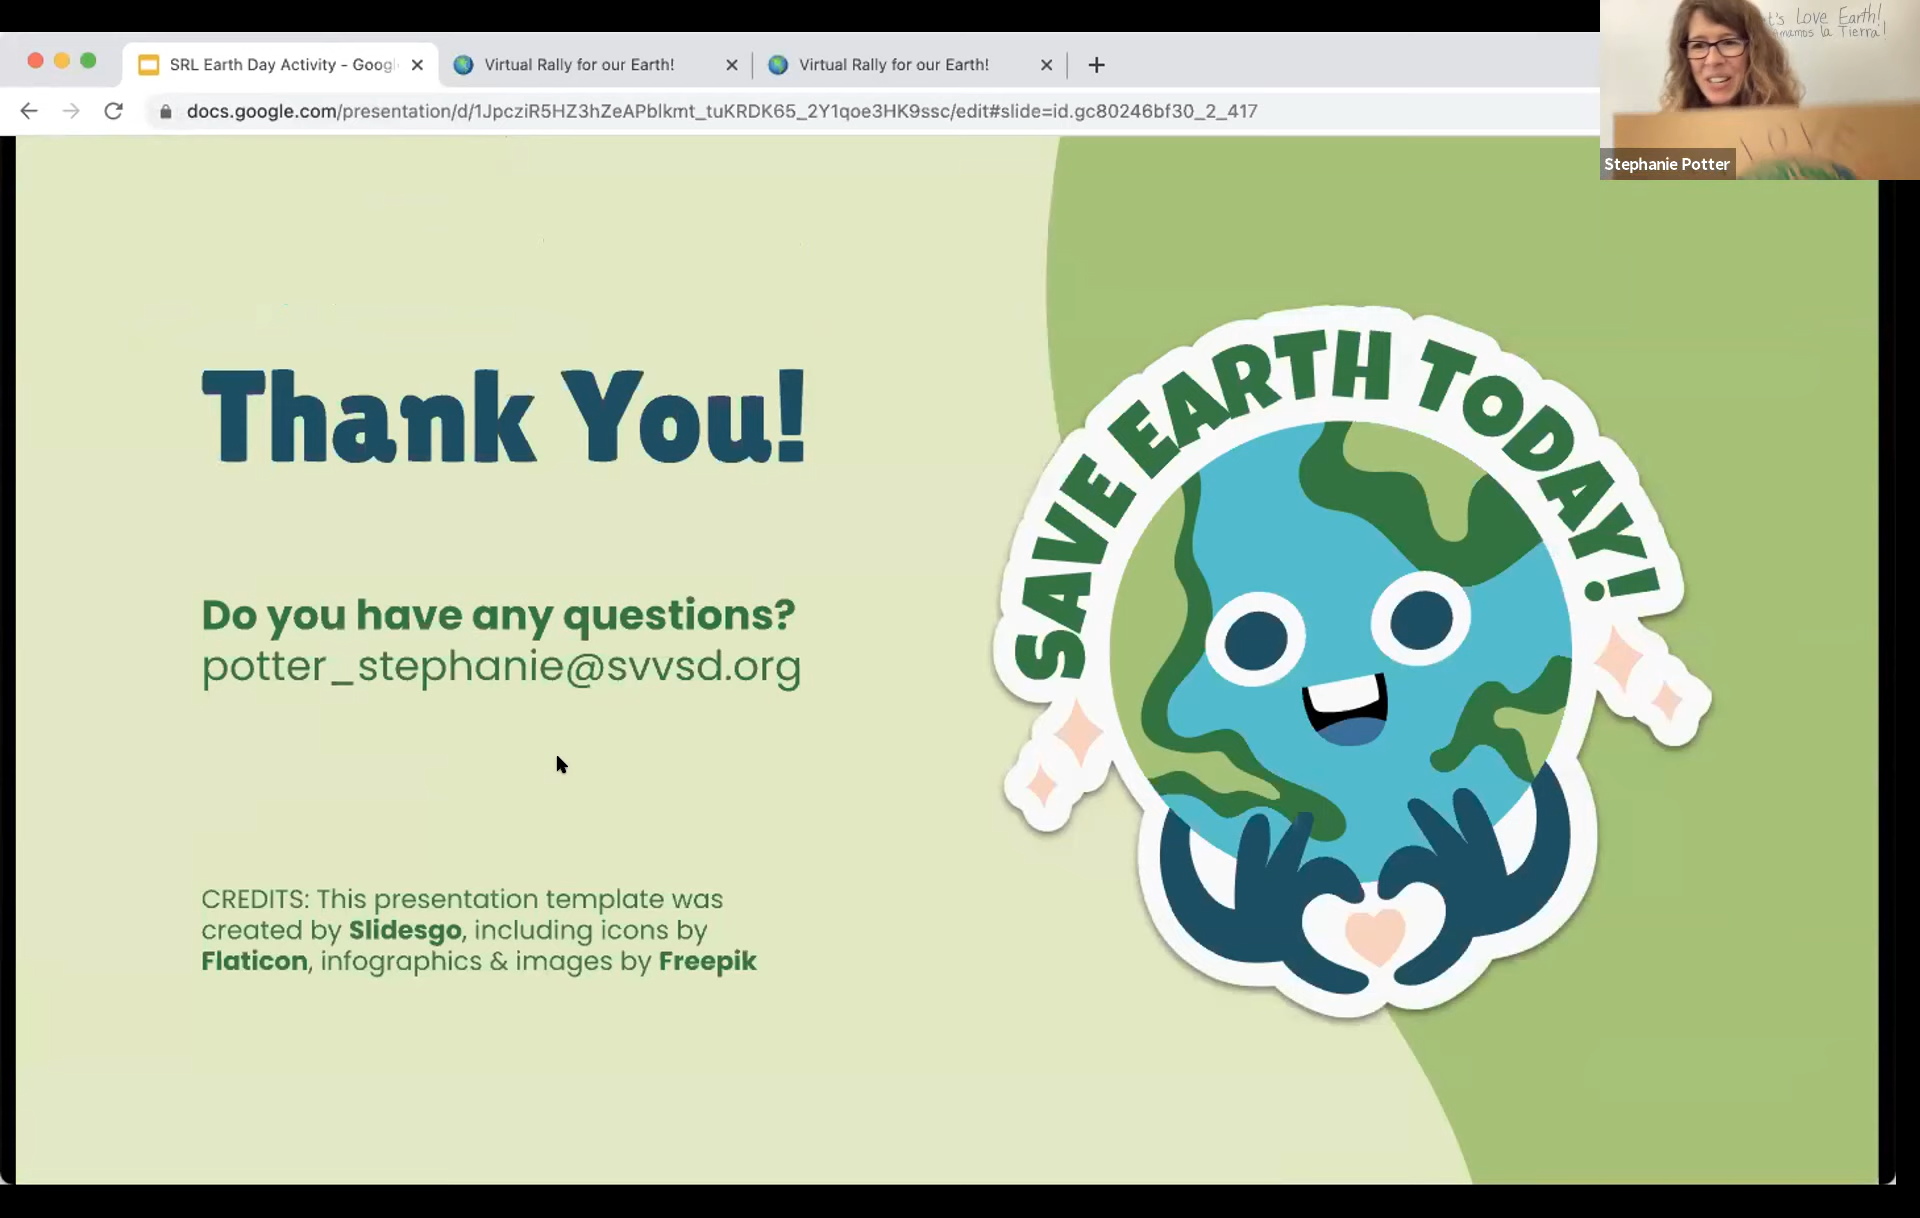 SRL Earth Day Activity - Googl
Virtual Rally for our Earth!
Virtual Rally for our Earth!
docs.google.com/presentation/d/1JpcziR5HZ3hZeAPblkmt_tuKRDK65_2Y1qoe3HK9ssc/edit#slide=id.gc80246bf30_2_417
t's Love Earth!
mamos la Tierra!
LOVE
Stephanie Potter
Thank You!
Do you have any questions?
potter_stephanie@svvsd.org
CREDITS: This presentation template was
created by Slidesgo, including icons by
Flaticon, infographics & images by Freepik
SAVE EARTH TODAY!